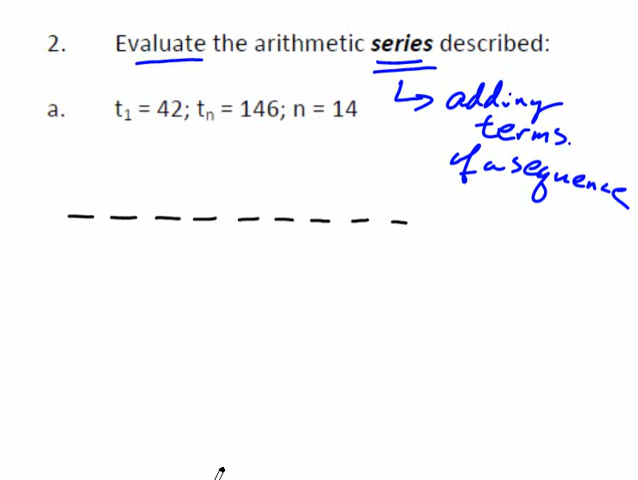 2. Evaluate the arithmetic series described:
a. t₁ = 42; tₙ = 146; n = 14
↳ adding
terms.
of a sequence